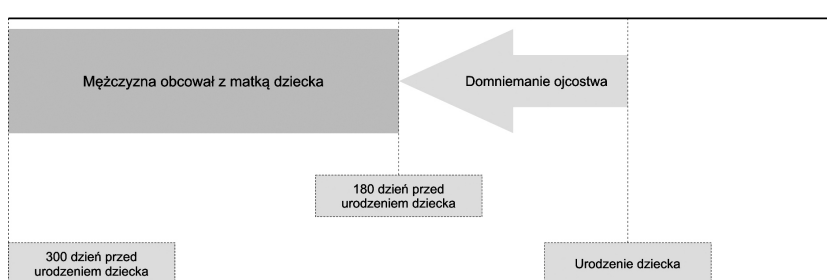 Mężczyzna obcował z matką dziecka
Domniemanie ojcostwa
180 dzień przed
urodzeniem dziecka
300 dzień przed
urodzeniem dziecka
Urodzenie dziecka